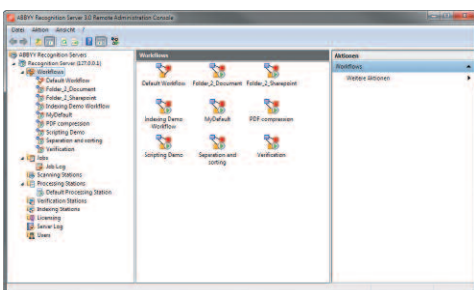 ABBYY Recognition Server 3.0 Remote Administration Console
Datei Aktion Ansicht ?
ABBYY Recognition Servers
Recognition Server (127.0.0.1)
Workflows
Default Workflow
Folder_2_Document
Folder_2_Sharepoint
Indexing Demo Workflow
MyDefault
PDF compression
Scripting Demo
Separation and sorting
Verification
Jobs
Job Log
Scanning Stations
Processing Stations
Default Processing Station
Verification Stations
Indexing Stations
Licensing
Server Log
Users
Workflows
Default Workflow Folder_2_Document Folder_2_Sharepoint
Indexing Demo Workflow MyDefault PDF compression
Scripting Demo Separation and sorting Verification
Aktionen
Workflows
Weitere Aktionen